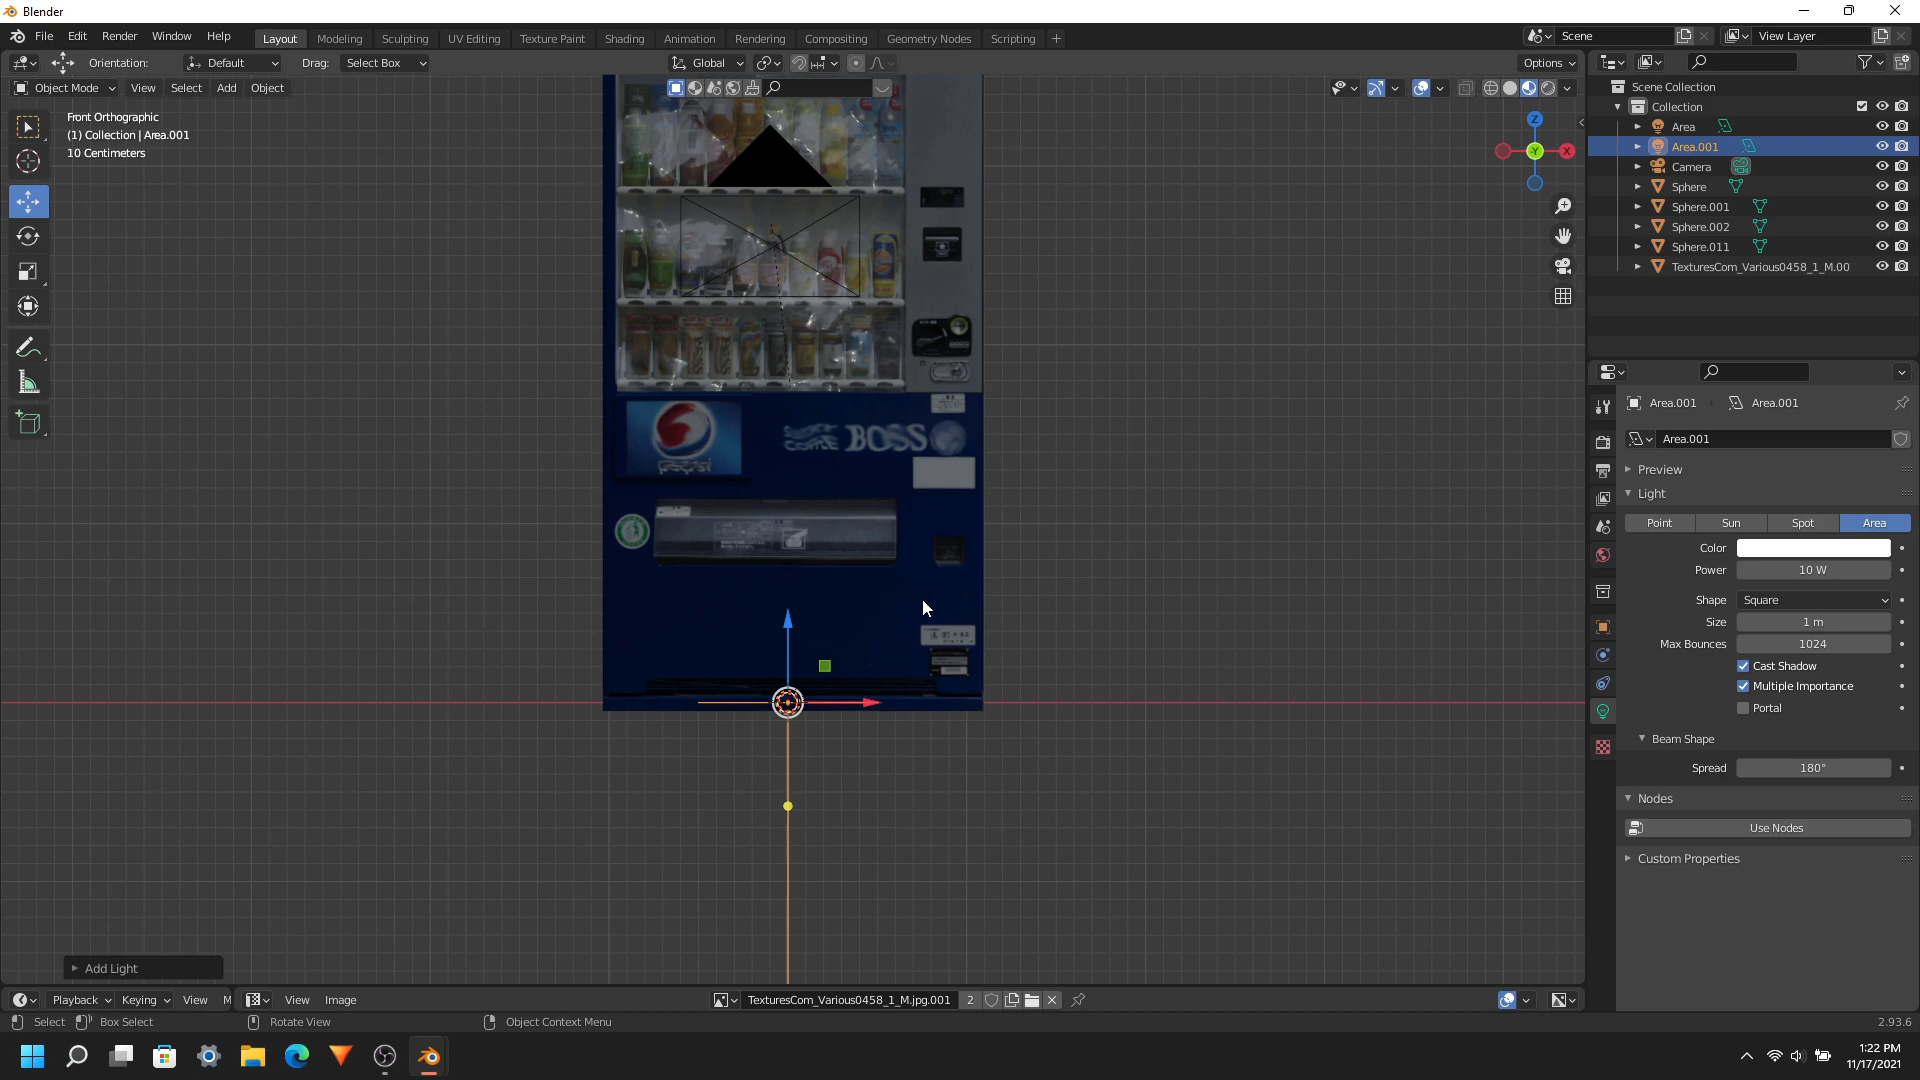 Blender
File Edit Render Window Help
Layout Modeling Sculpting UV Editing Texture Paint Shading Animation Rendering Compositing Geometry Nodes Scripting +
Scene
View Layer
Orientation: Default Drag: Select Box
Global
Options
Object Mode View Select Add Object
Front Orthographic
(1) Collection | Area.001
10 Centimeters
Z
Y
X
Scene Collection
Collection
Area
Area.001
Camera
Sphere
Sphere.001
Sphere.002
Sphere.011
TexturesCom_Various0458_1_M.00
Area.001 Area.001
Area.001
Preview
Light
Point Sun Spot Area
Color
Power 10 W
Shape Square
Size 1 m
Max Bounces 1024
Cast Shadow
Multiple Importance
Portal
Beam Shape
Spread 180°
Nodes
Use Nodes
Custom Properties
BOSS
pepsi
Add Light
Playback Keying View M
View Image
TexturesCom_Various0458_1_M.jpg.001 2
Select Box Select Rotate View Object Context Menu
2.93.6
1:22 PM
11/17/2021